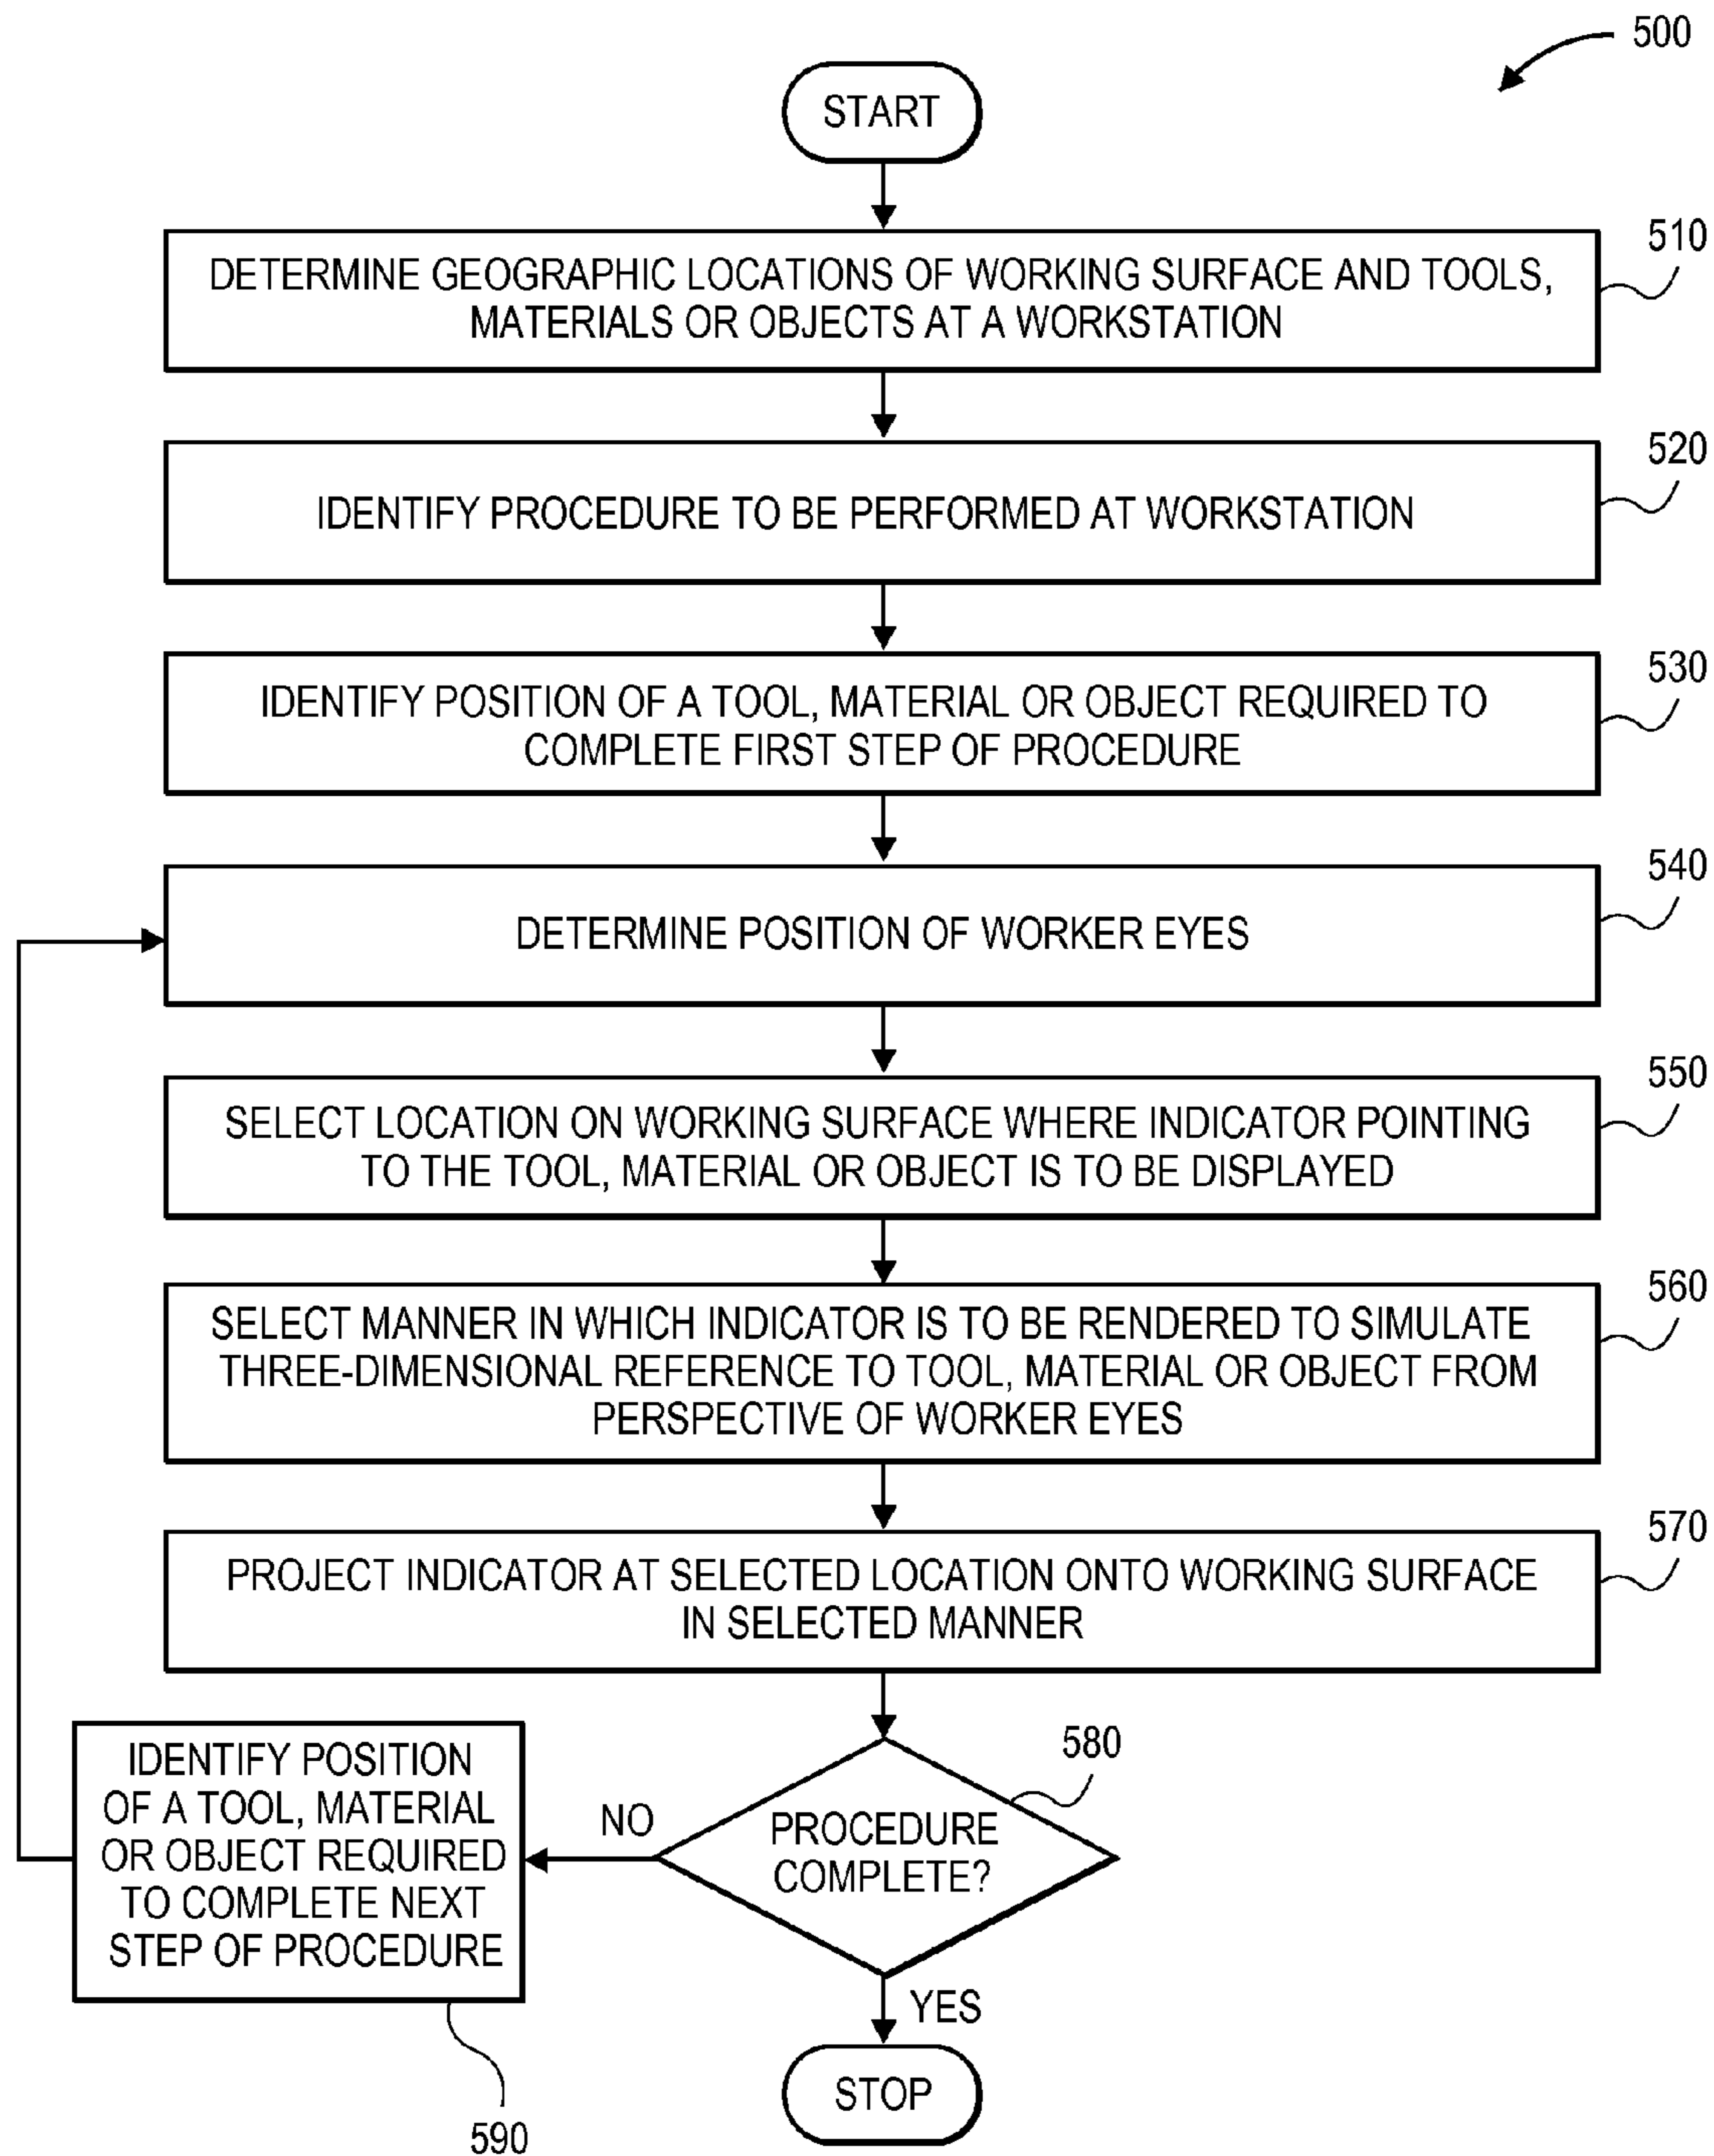 500
START
510
DETERMINE GEOGRAPHIC LOCATIONS OF WORKING SURFACE AND TOOLS,
MATERIALS OR OBJECTS AT A WORKSTATION
520
IDENTIFY PROCEDURE TO BE PERFORMED AT WORKSTATION
530
IDENTIFY POSITION OF A TOOL, MATERIAL OR OBJECT REQUIRED TO
COMPLETE FIRST STEP OF PROCEDURE
540
DETERMINE POSITION OF WORKER EYES
550
SELECT LOCATION ON WORKING SURFACE WHERE INDICATOR POINTING
TO THE TOOL, MATERIAL OR OBJECT IS TO BE DISPLAYED
560
SELECT MANNER IN WHICH INDICATOR IS TO BE RENDERED TO SIMULATE
THREE-DIMENSIONAL REFERENCE TO TOOL, MATERIAL OR OBJECT FROM
PERSPECTIVE OF WORKER EYES
570
PROJECT INDICATOR AT SELECTED LOCATION ONTO WORKING SURFACE
IN SELECTED MANNER
580
PROCEDURE
COMPLETE?
NO
IDENTIFY POSITION
OF A TOOL, MATERIAL
OR OBJECT REQUIRED
TO COMPLETE NEXT
STEP OF PROCEDURE
590
YES
STOP